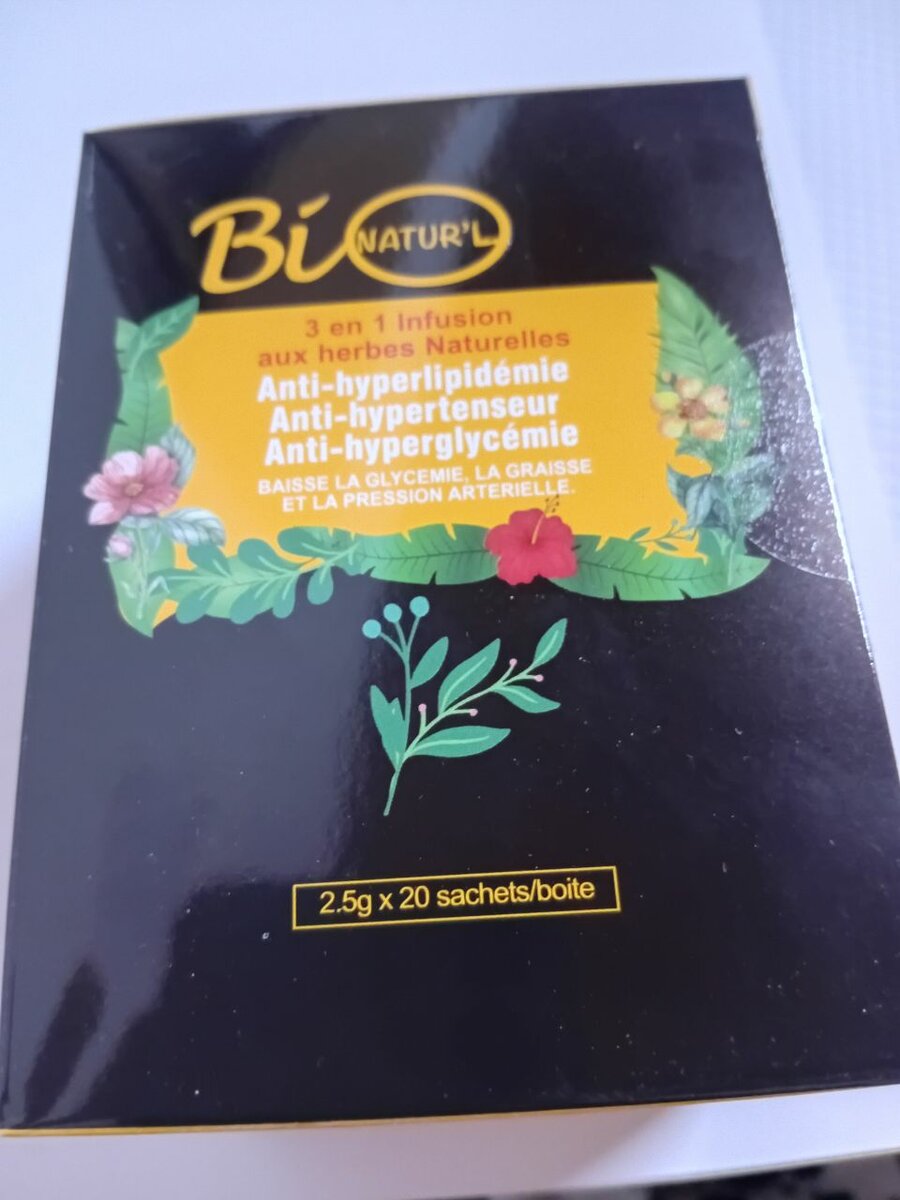 Bi NATUR'L
3 en 1 Infusion
aux herbes Naturelles
Anti-hyperlipidémie
Anti-hypertenseur
Anti-hyperglycémie
BAISSE LA GLYCEMIE, LA GRAISSE
ET LA PRESSION ARTERIELLE.
2.5g x 20 sachets/boite